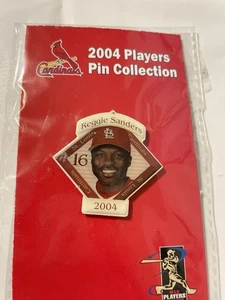 Cardinals
2004 Players
Pin Collection
Reggie Sanders
16
2004
PLAYERS